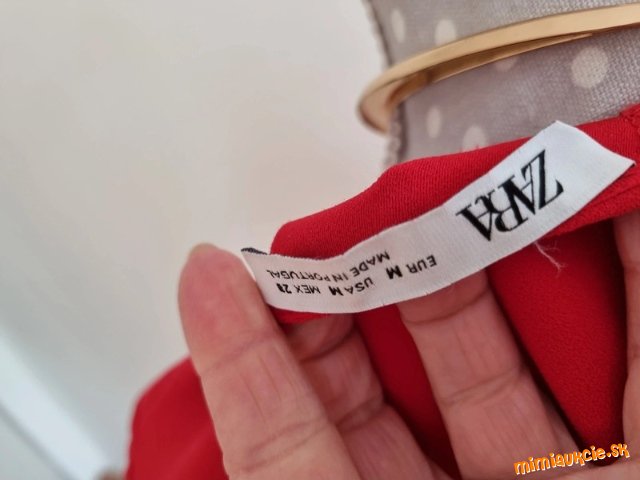 ZARA
EUR M
USA M MEX 28
MADE IN PORTUGAL
mimiaukcie.sk